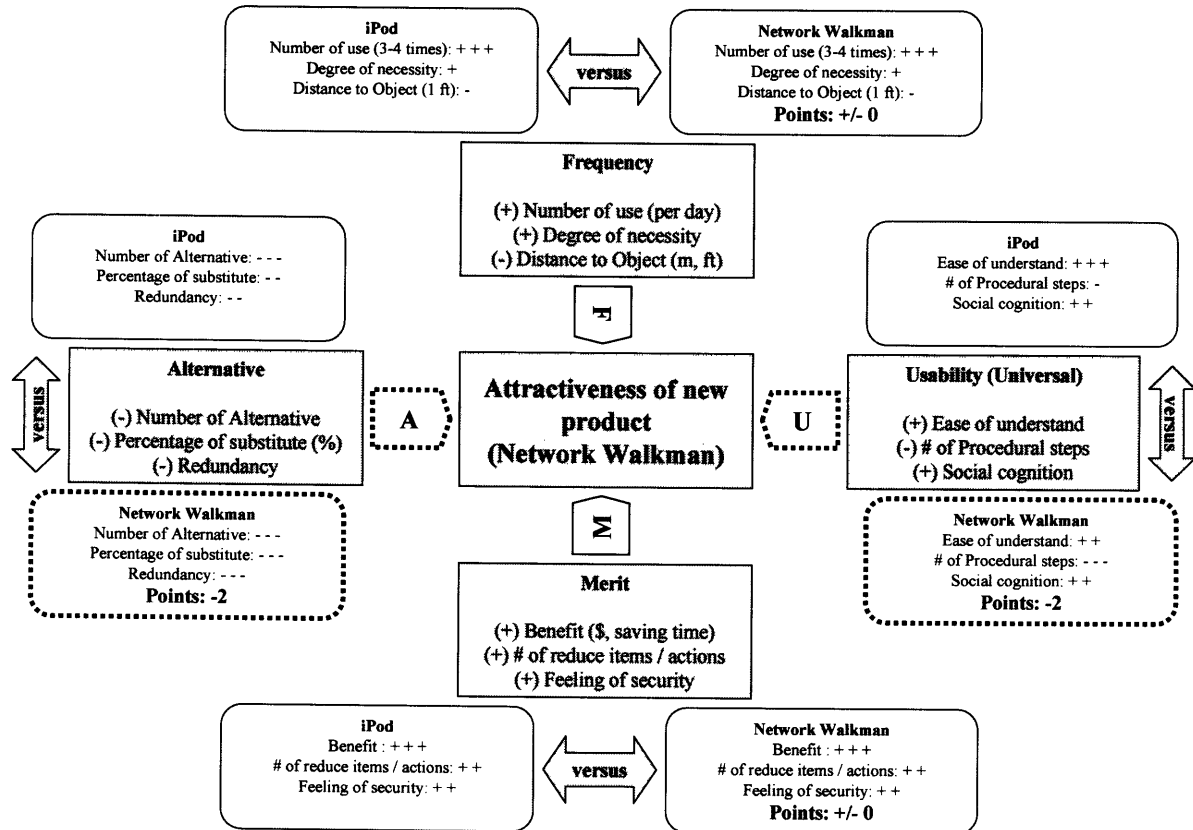 iPod
Number of use (3-4 times): + + +
Degree of necessity: +
Distance to Object (1 ft): -
versus
Network Walkman
Number of use (3-4 times): + + +
Degree of necessity: +
Distance to Object (1 ft): -
Points: +/- 0
Frequency
(+) Number of use (per day)
(+) Degree of necessity
(-) Distance to Object (m, ft)
F
iPod
Number of Alternative: - - -
Percentage of substitute: - -
Redundancy: - -
versus
Alternative
(-) Number of Alternative
(-) Percentage of substitute (%)
(-) Redundancy
A
Network Walkman
Number of Alternative: - - -
Percentage of substitute: - - -
Redundancy: - - -
Points: -2
Attractiveness of new
product
(Network Walkman)
iPod
Ease of understand: + + +
# of Procedural steps: -
Social cognition: + +
U
Usability (Universal)
(+) Ease of understand
(-) # of Procedural steps
(+) Social cognition
versus
Network Walkman
Ease of understand: + +
# of Procedural steps: - - -
Social cognition: + +
Points: -2
M
Merit
(+) Benefit ($, saving time)
(+) # of reduce items / actions
(+) Feeling of security
iPod
Benefit : + + +
# of reduce items / actions: + +
Feeling of security: + +
versus
Network Walkman
Benefit: + + +
# of reduce items / actions: + +
Feeling of security: + +
Points: +/- 0